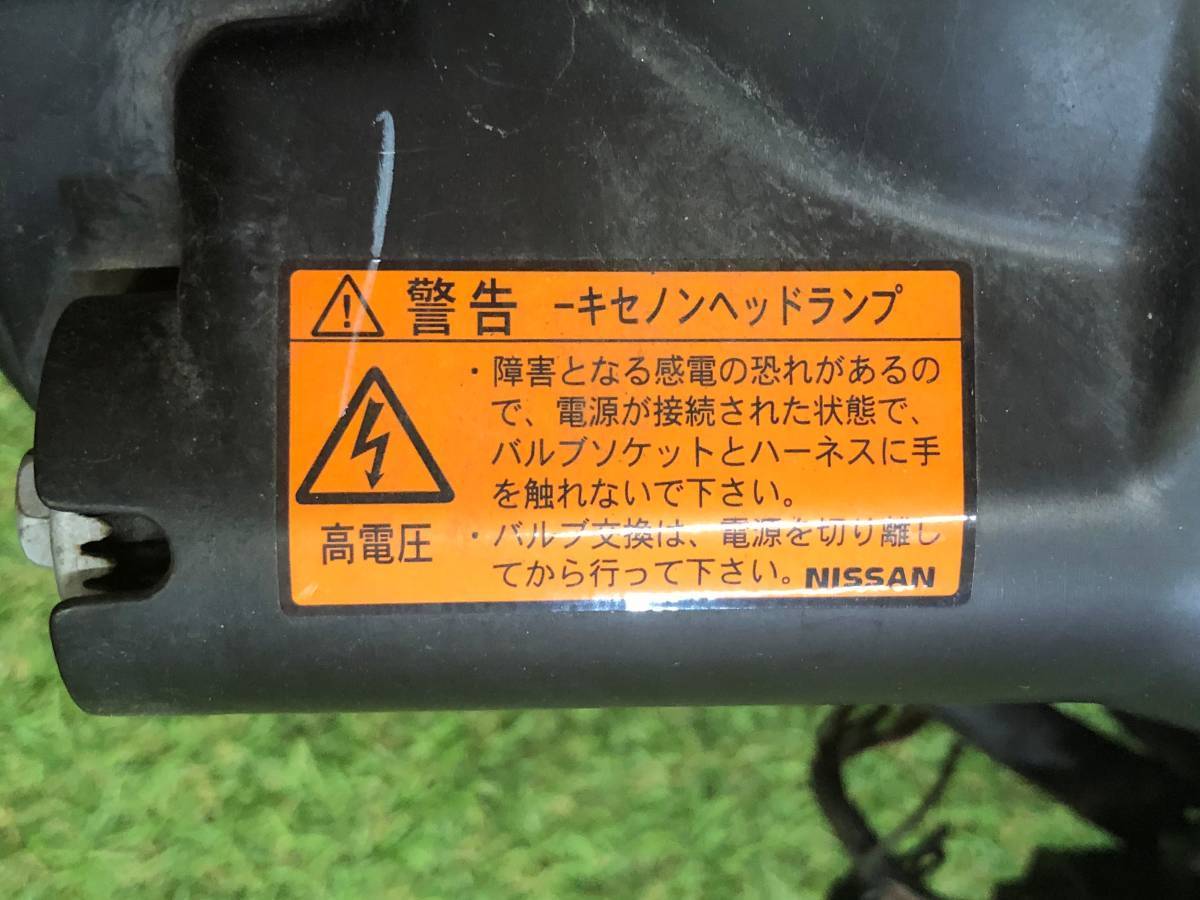 警告 -キセノンヘッドランプ
・障害となる感電の恐れがあるの
で、電源が接続された状態で、
バルブソケットとハーネスに手
を触れないで下さい。
高電圧
・バルブ交換は、電源を切り離し
てから行って下さい。
NISSAN